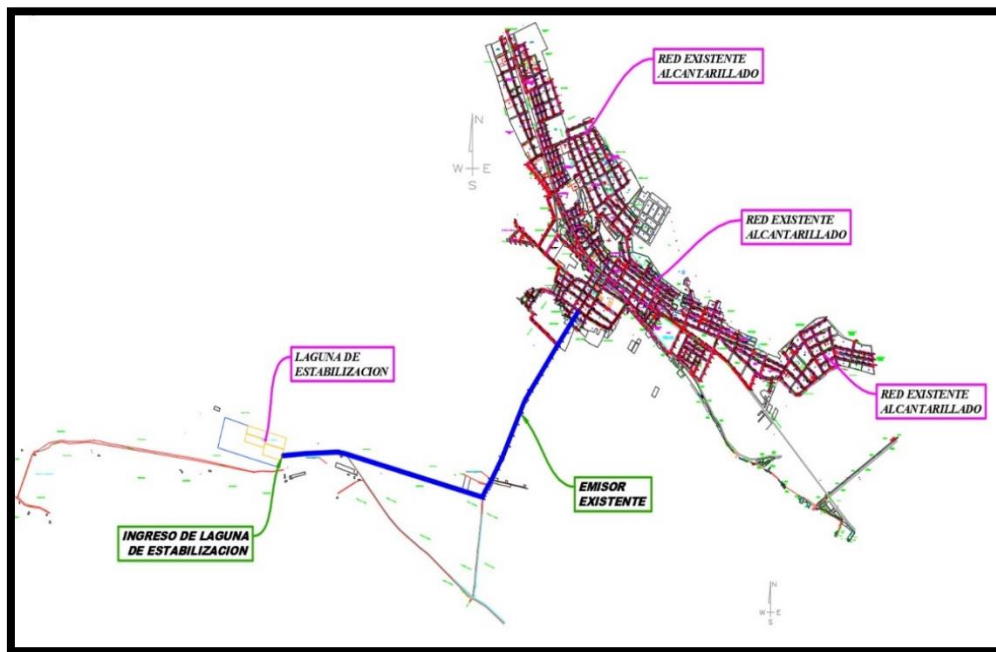 RED EXISTENTE
ALCANTARILLADO
N
W E
S
RED EXISTENTE
ALCANTARILLADO
LAGUNA DE
ESTABILIZACION
RED EXISTENTE
ALCANTARILLADO
EMISOR
EXISTENTE
INGRESO DE LAGUNA
DE ESTABILIZACION
N
W E
S